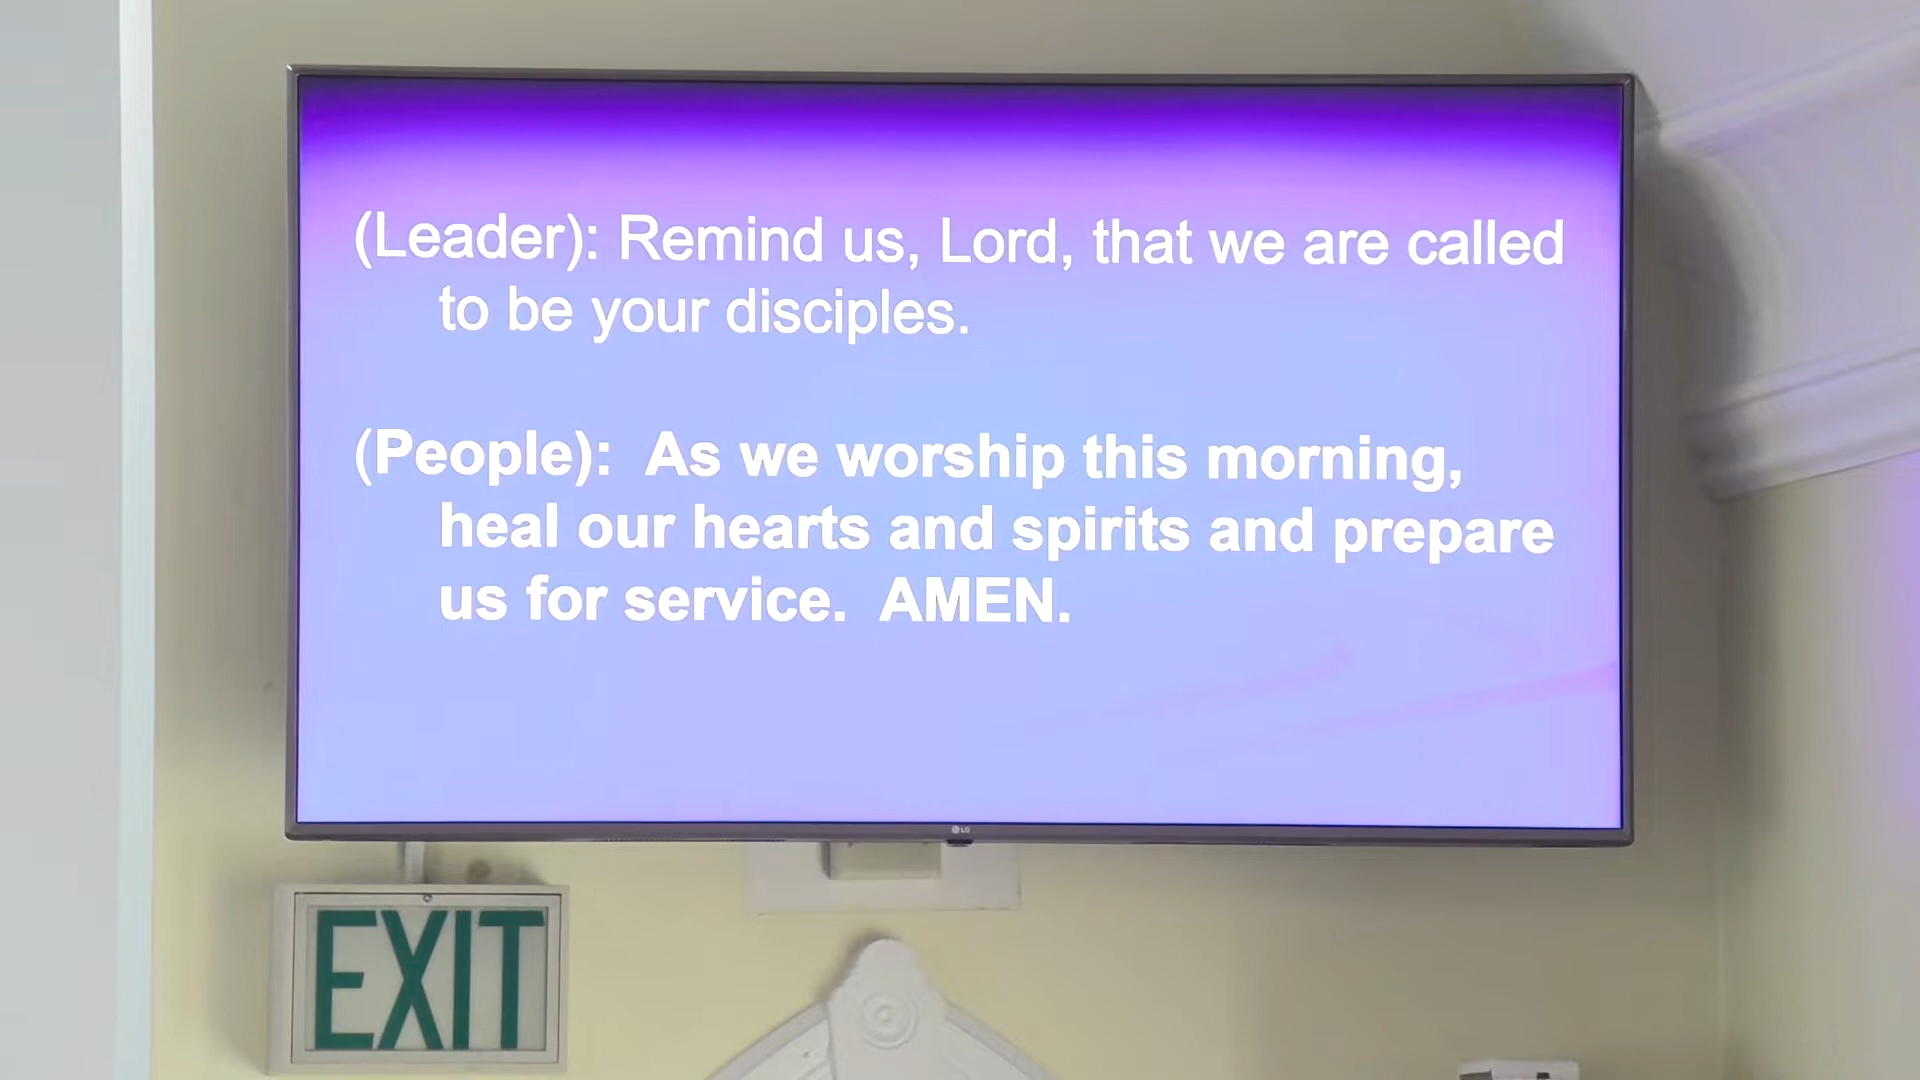 (Leader): Remind us, Lord, that we are called
to be your disciples.
(People): As we worship this morning,
heal our hearts and spirits and prepare
us for service. AMEN.
LG
EXIT